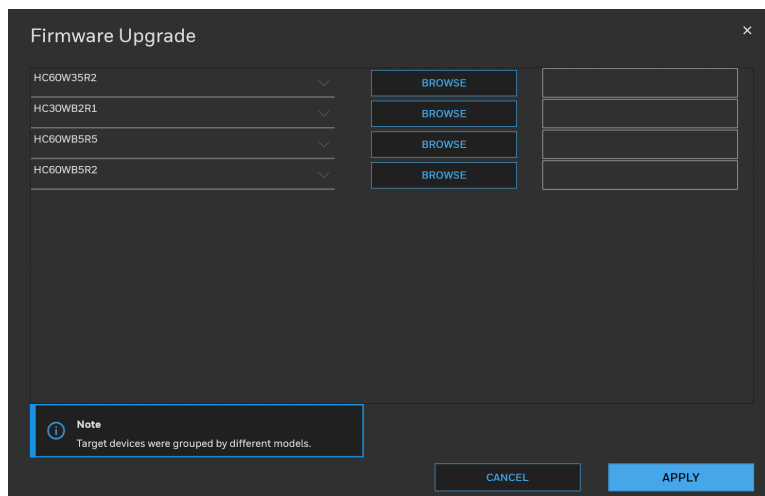 Firmware Upgrade
HC60W35R2
BROWSE
HC30WB2R1
BROWSE
HC60WB5R5
BROWSE
HC60WB5R2
BROWSE
Note
Target devices were grouped by different models.
CANCEL
APPLY